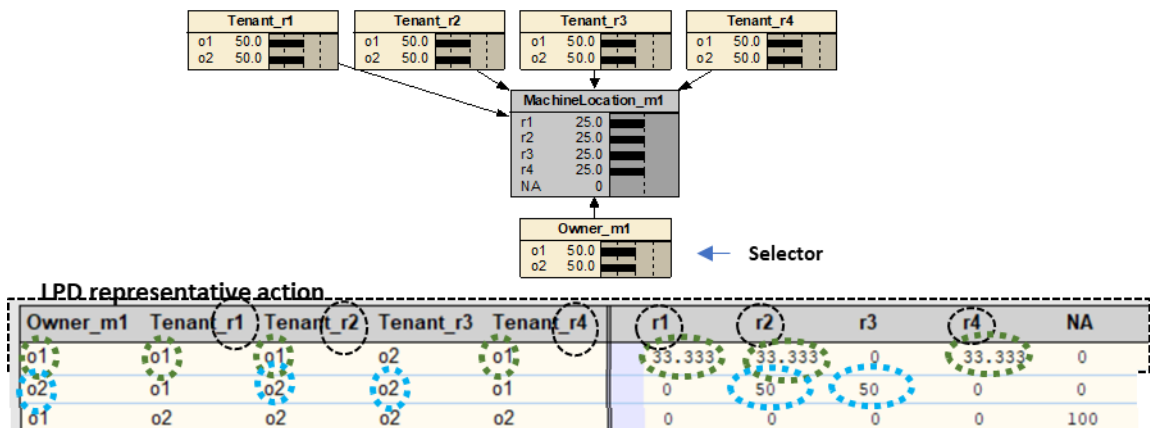 Tenant_r1 Tenant_r2 Tenant_r3 Tenant_r4
o1 50.0 o1 50.0 o1 50.0 o1 50.0
o2 50.0 o2 50.0 o2 50.0 o2 50.0
MachineLocation_m1
r1 25.0
r2 25.0
r3 25.0
r4 25.0
NA 0
Owner_m1
o1 50.0
o2 50.0
Selector
LPD representative action
Owner_m1 Tenant_r1 Tenant_r2 Tenant_r3 Tenant_r4 r1 r2 r3 r4 NA
o1 o1 o1 o2 o1 33.333 33.333 0 33.333 0
o2 o1 o2 o2 o1 0 50 50 0 0
o1 o2 o2 o2 o2 0 0 0 0 100